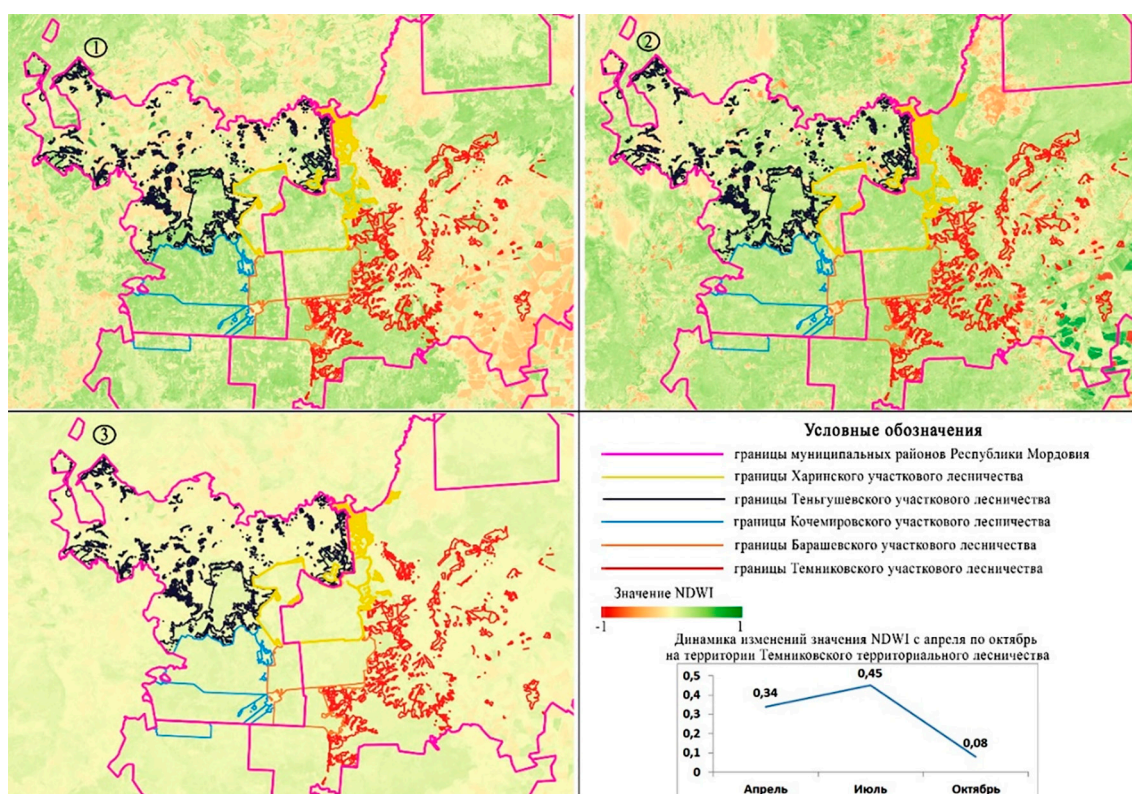 1
2
3
Условные обозначения
границы муниципальных районов Республики Мордовия
границы Харинского участкового лесничества
границы Теньгушевского участкового лесничества
границы Кочемировского участкового лесничества
границы Барашевского участкового лесничества
границы Темниковского участкового лесничества
Значение NDWI
-1 1
Динамика изменений значения NDWI с апреля по октябрь
на территории Темниковского территориального лесничества
0,5
0,4
0,3
0,2
0,1
0
0,34
0,45
0,08
Апрель Июль Октябрь